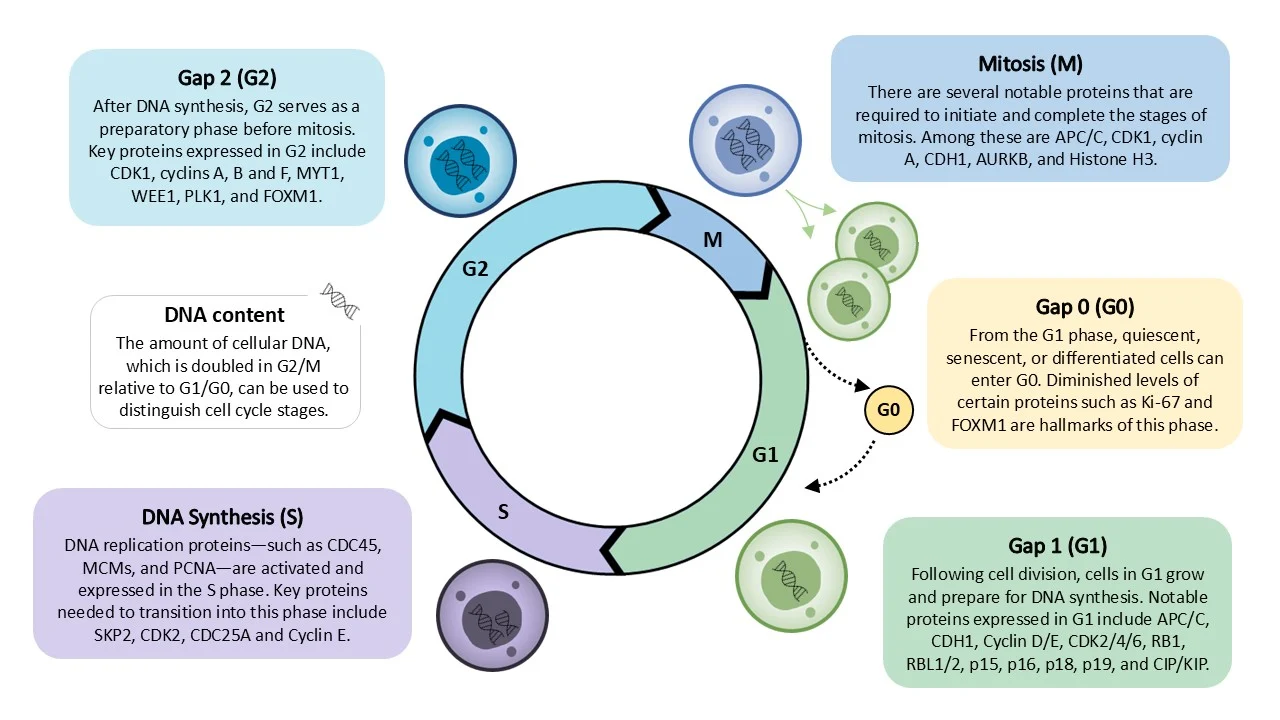 Gap 2 (G2)
After DNA synthesis, G2 serves as a
preparatory phase before mitosis.
Key proteins expressed in G2 include
CDK1, cyclins A, B and F, MYT1,
WEE1, PLK1, and FOXM1.
Mitosis (M)
There are several notable proteins that are
required to initiate and complete the stages of
mitosis. Among these are APC/C, CDK1, cyclin
A, CDH1, AURKB, and Histone H3.
M
G2
DNA content
The amount of cellular DNA,
which is doubled in G2/M
relative to G1/G0, can be used to
distinguish cell cycle stages.
Gap 0 (G0)
From the G1 phase, quiescent,
senescent, or differentiated cells can
enter G0. Diminished levels of
certain proteins such as Ki-67 and
FOXM1 are hallmarks of this phase.
G0
G1
S
DNA Synthesis (S)
DNA replication proteins—such as CDC45,
MCMs, and PCNA—are activated and
expressed in the S phase. Key proteins
needed to transition into this phase include
SKP2, CDK2, CDC25A and Cyclin E.
Gap 1 (G1)
Following cell division, cells in G1 grow
and prepare for DNA synthesis. Notable
proteins expressed in G1 include APC/C,
CDH1, Cyclin D/E, CDK2/4/6, RB1,
RBL1/2, p15, p16, p18, p19, and CIP/KIP.